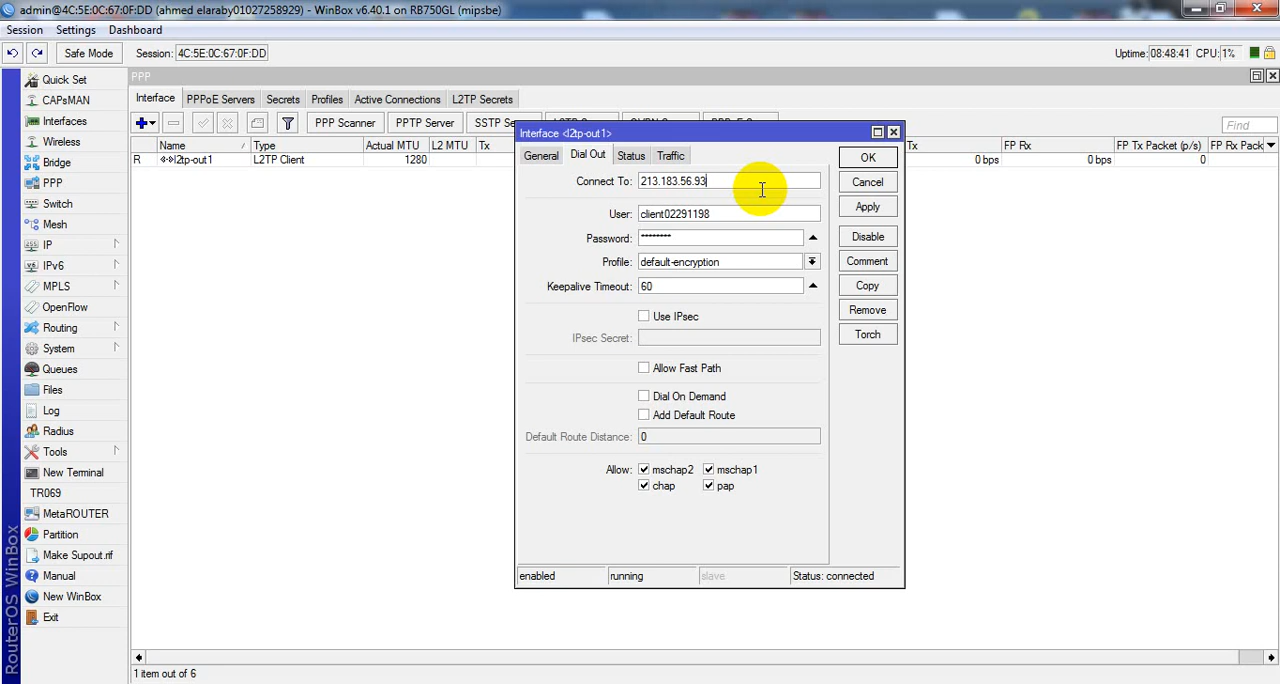 admin@4C:5E:0C:67:0F:DD (ahmed elaraby01027258929) - WinBox v6.40.1 on RB750GL (mipsbe)
Session Settings Dashboard
Safe Mode Session: 4C:5E:0C:67:0F:DD Uptime: 08:48:41 CPU: 1%
Quick Set
CAPsMAN
Interfaces
Wireless
Bridge
PPP
Switch
Mesh
IP
IPv6
MPLS
OpenFlow
Routing
System
Queues
Files
Log
Radius
Tools
New Terminal
TR069
MetaROUTER
Partition
Make Supout.rif
Manual
New WinBox
Exit
RouterOS WinBox
PPP
Interface PPPoE Servers Secrets Profiles Active Connections L2TP Secrets
PPP Scanner PPTP Server SSTP Se
Find
Name Type Actual MTU L2 MTU Tx Tx FP Rx FP Tx Packet (p/s) FP Rx Pack
R l2tp-out1 L2TP Client 1280 0 bps 0 bps 0
Interface <l2tp-out1>
General Dial Out Status Traffic
Connect To: 213.183.56.93
User: client02291198
Password: ********
Profile: default-encryption
Keepalive Timeout: 60
Use IPsec
IPsec Secret:
Allow Fast Path
Dial On Demand
Add Default Route
Default Route Distance: 0
Allow: mschap2 mschap1
chap pap
OK
Cancel
Apply
Disable
Comment
Copy
Remove
Torch
enabled running slave Status: connected
1 item out of 6